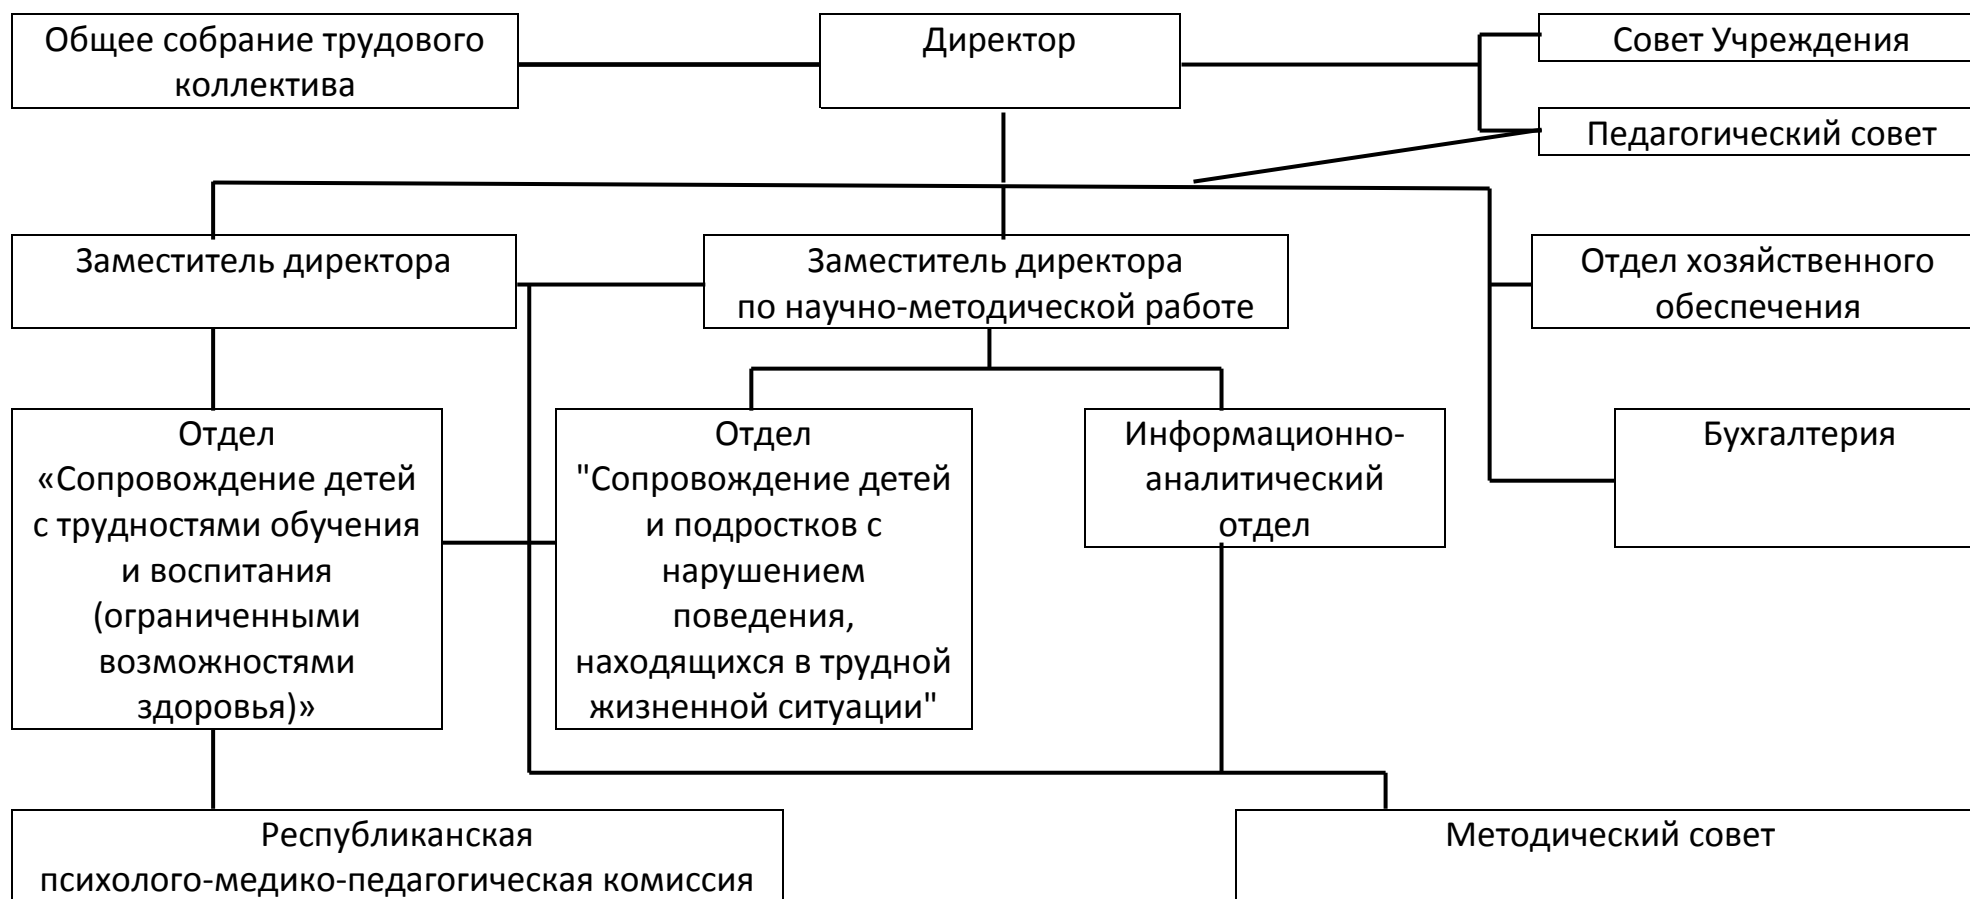 Общее собрание трудового
коллектива
Директор
Совет Учреждения
Педагогический совет
Заместитель директора
Заместитель директора
по научно-методической работе
Отдел хозяйственного
обеспечения
Отдел
«Сопровождение детей
с трудностями обучения
и воспитания
(ограниченными
возможностями
здоровья)»
Отдел
"Сопровождение детей
и подростков с
нарушением
поведения,
находящихся в трудной
жизненной ситуации"
Информационно-
аналитический
отдел
Бухгалтерия
Республиканская
психолого-медико-педагогическая комиссия
Методический совет